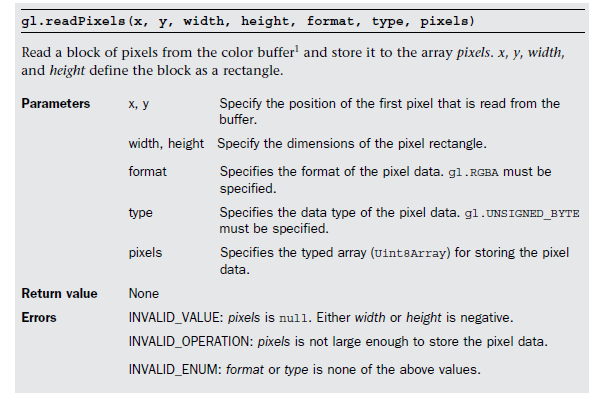 gl.readPixels(x, y, width, height, format, type, pixels)
Read a block of pixels from the color buffer1 and store it to the array pixels. x, y, width,
and height define the block as a rectangle.
Parameters x, y Specify the position of the first pixel that is read from the
buffer.
width, height Specify the dimensions of the pixel rectangle.
format Specifies the format of the pixel data. gl.RGBA must be
specified.
type Specifies the data type of the pixel data. gl.UNSIGNED_BYTE
must be specified.
pixels Specifies the typed array (Uint8Array) for storing the pixel
data.
Return value None
Errors INVALID_VALUE: pixels is null. Either width or height is negative.
INVALID_OPERATION: pixels is not large enough to store the pixel data.
INVALID_ENUM: format or type is none of the above values.